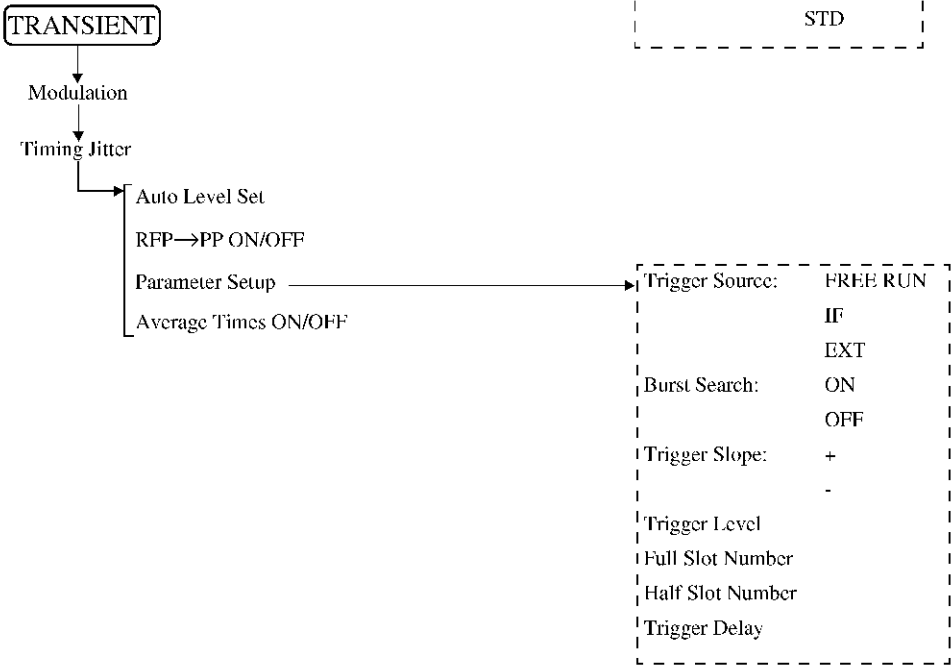 TRANSIENT
STD
Modulation
Timing Jitter
Auto Level Set
RFP→PP ON/OFF
Parameter Setup
Average Times ON/OFF
Trigger Source: FREE RUN
IF
EXT
Burst Search: ON
OFF
Trigger Slope: +
-
Trigger Level
Full Slot Number
Half Slot Number
Trigger Delay